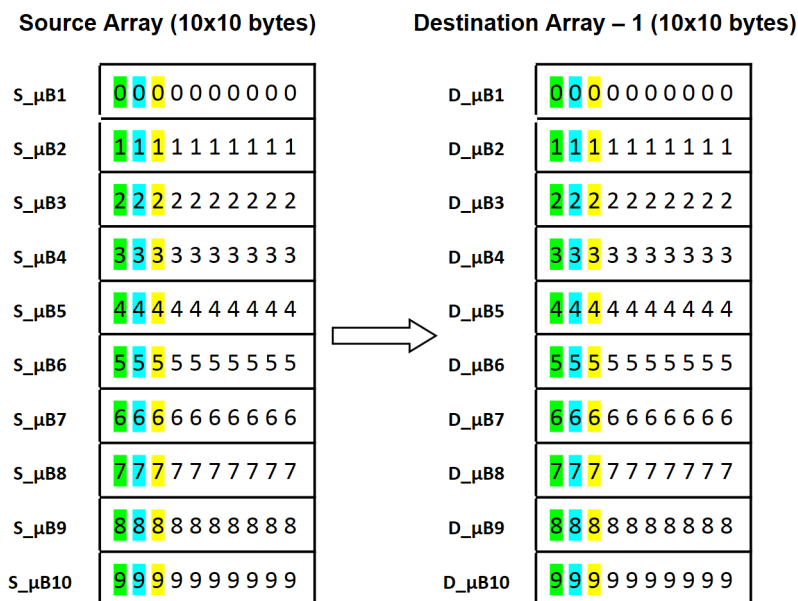 Source Array (10x10 bytes) Destination Array – 1 (10x10 bytes)
S_µB1 0 0 0 0 0 0 0 0 0 0 D_µB1 0 0 0 0 0 0 0 0 0 0
S_µB2 1 1 1 1 1 1 1 1 1 1 D_µB2 1 1 1 1 1 1 1 1 1 1
S_µB3 2 2 2 2 2 2 2 2 2 2 D_µB3 2 2 2 2 2 2 2 2 2 2
S_µB4 3 3 3 3 3 3 3 3 3 3 D_µB4 3 3 3 3 3 3 3 3 3 3
S_µB5 4 4 4 4 4 4 4 4 4 4 D_µB5 4 4 4 4 4 4 4 4 4 4
S_µB6 5 5 5 5 5 5 5 5 5 5 D_µB6 5 5 5 5 5 5 5 5 5 5
S_µB7 6 6 6 6 6 6 6 6 6 6 D_µB7 6 6 6 6 6 6 6 6 6 6
S_µB8 7 7 7 7 7 7 7 7 7 7 D_µB8 7 7 7 7 7 7 7 7 7 7
S_µB9 8 8 8 8 8 8 8 8 8 8 D_µB9 8 8 8 8 8 8 8 8 8 8
S_µB10 9 9 9 9 9 9 9 9 9 9 D_µB10 9 9 9 9 9 9 9 9 9 9